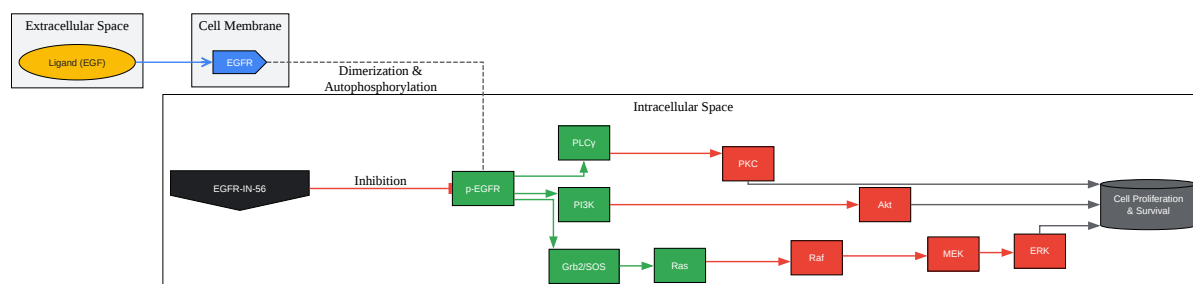 Extracellular Space
Cell Membrane
Ligand (EGF)
EGFR
Dimerization &
Autophosphorylation
Intracellular Space
PLCγ
PKC
EGFR-IN-56
Inhibition
p-EGFR
PI3K
Akt
Cell Proliferation
& Survival
Grb2/SOS
Ras
Raf
MEK
ERK